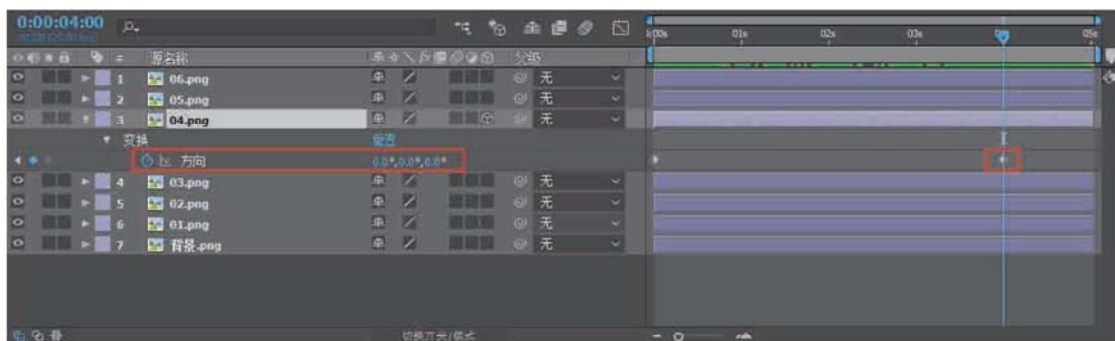 0:00:04:00
源名称 父级
:00s 01s 02s 03s 05s
1 06.png 无
2 05.png 无
3 04.png 无
变换 重置
方向 0.0°,0.0°,0.0°
4 03.png 无
5 02.png 无
6 01.png 无
7 背景.png 无
切换开关/模式